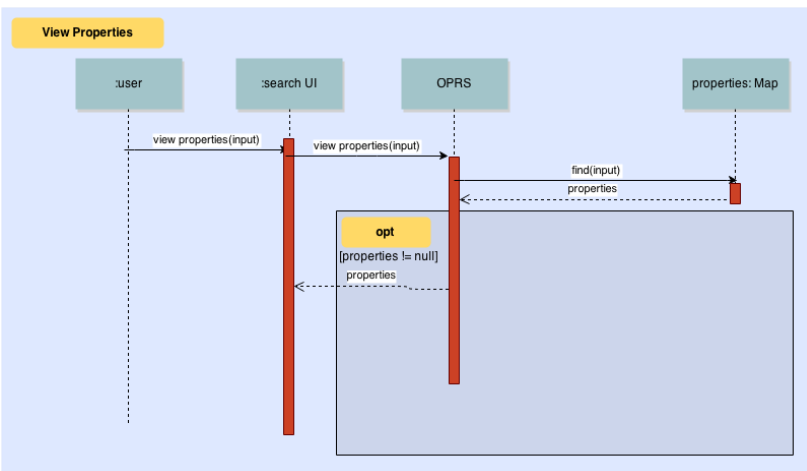 View Properties
:user
:search UI
OPRS
properties: Map
view properties(input)
view properties(input)
find(input)
properties
opt
[properties != null]
properties